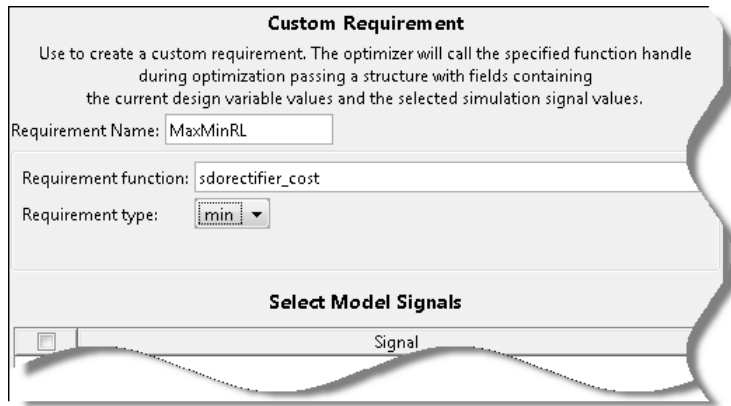 Custom Requirement
Use to create a custom requirement. The optimizer will call the specified function handle
during optimization passing a structure with fields containing
the current design variable values and the selected simulation signal values.
Requirement Name: MaxMinRL
Requirement function: sdorectifier_cost
Requirement type: min
Select Model Signals
Signal